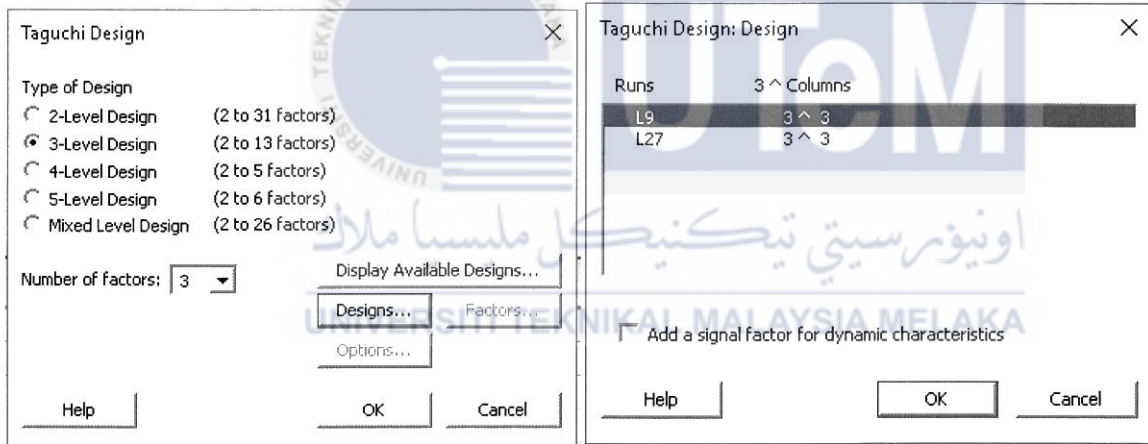 Taguchi Design
Type of Design
2-Level Design (2 to 31 factors)
3-Level Design (2 to 13 factors)
4-Level Design (2 to 5 factors)
5-Level Design (2 to 6 factors)
Mixed Level Design (2 to 26 factors)
Number of factors: 3
Display Available Designs...
Designs... Factors...
Options...
Help OK Cancel
Taguchi Design: Design
Runs 3 ^ Columns
L9 3 ^ 3
L27 3 ^ 3
Add a signal factor for dynamic characteristics
Help OK Cancel
UTeM
اونيۏرسيتي تيكنيكل مليسيا ملاك
UNIVERSITI TEKNIKAL MALAYSIA MELAKA